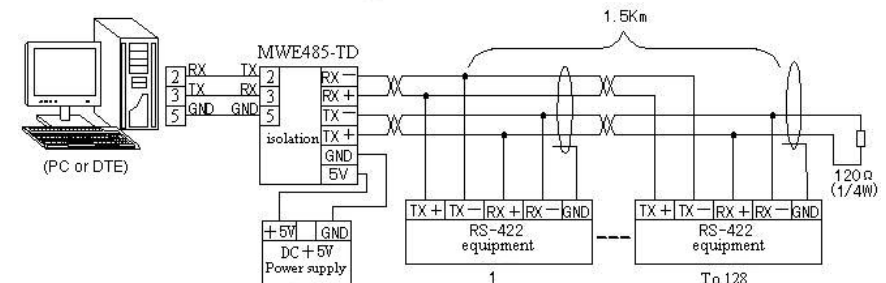 1.5Km
MWE485-TD
2 RX TX 2 RX－
3 TX RX 3 RX＋
5 GND GND 5 TX－
isolation TX＋
GND
5V
(PC or DTE)
120Ω
(1/4W)
＋5V GND
DC＋5V
Power supply
TX＋ TX－ RX＋ RX－ GND
RS-422
equipment
1
TX＋ TX－ RX＋ RX－ GND
RS-422
equipment
To 128